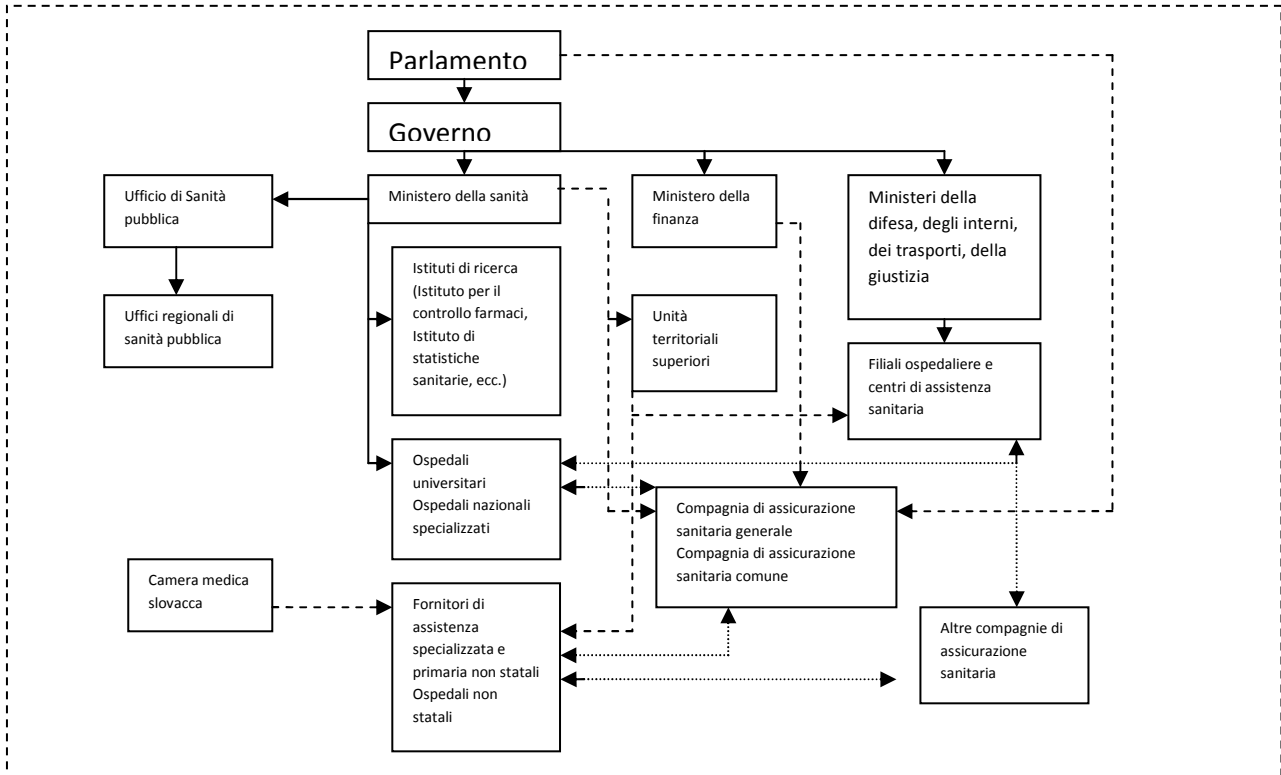 Parlamento
Governo
Ufficio di Sanità
pubblica
Ministero della sanità
Ministero della
finanza
Ministeri della
difesa, degli interni,
dei trasporti, della
giustizia
Istituti di ricerca
(Istituto per il
controllo farmaci,
Istituto di
statistiche
sanitarie, ecc.)
Uffici regionali di
sanità pubblica
Unità
territoriali
superiori
Filiali ospedaliere e
centri di assistenza
sanitaria
Ospedali
universitari
Ospedali nazionali
specializzati
Compagnia di assicurazione
sanitaria generale
Compagnia di assicurazione
sanitaria comune
Camera medica
slovacca
Fornitori di
assistenza
specializzata e
primaria non statali
Ospedali non
statali
Altre compagnie di
assicurazione
sanitaria